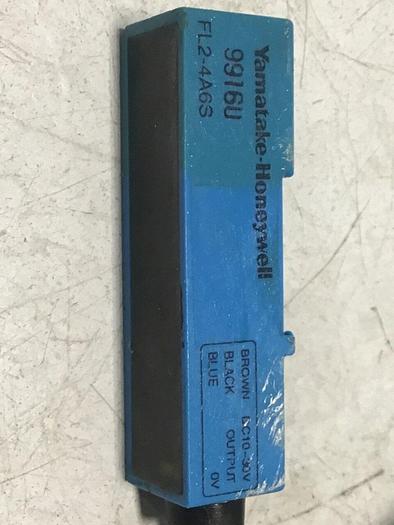 Yamatake-Honeywell
9916U
FL2-4A6S
BROWN DC10-30V
BLACK OUTPUT
BLUE 0V